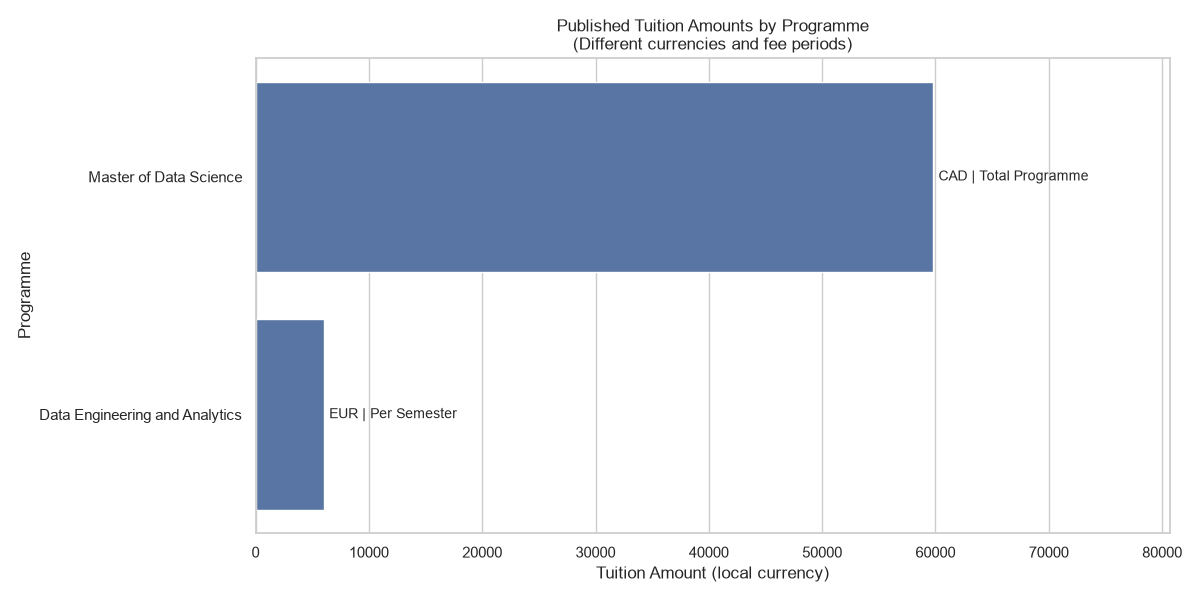 Published Tuition Amounts by Programme
(Different currencies and fee periods)
Programme
Master of Data Science
CAD | Total Programme
Data Engineering and Analytics
EUR | Per Semester
0 10000 20000 30000 40000 50000 60000 70000 80000
Tuition Amount (local currency)